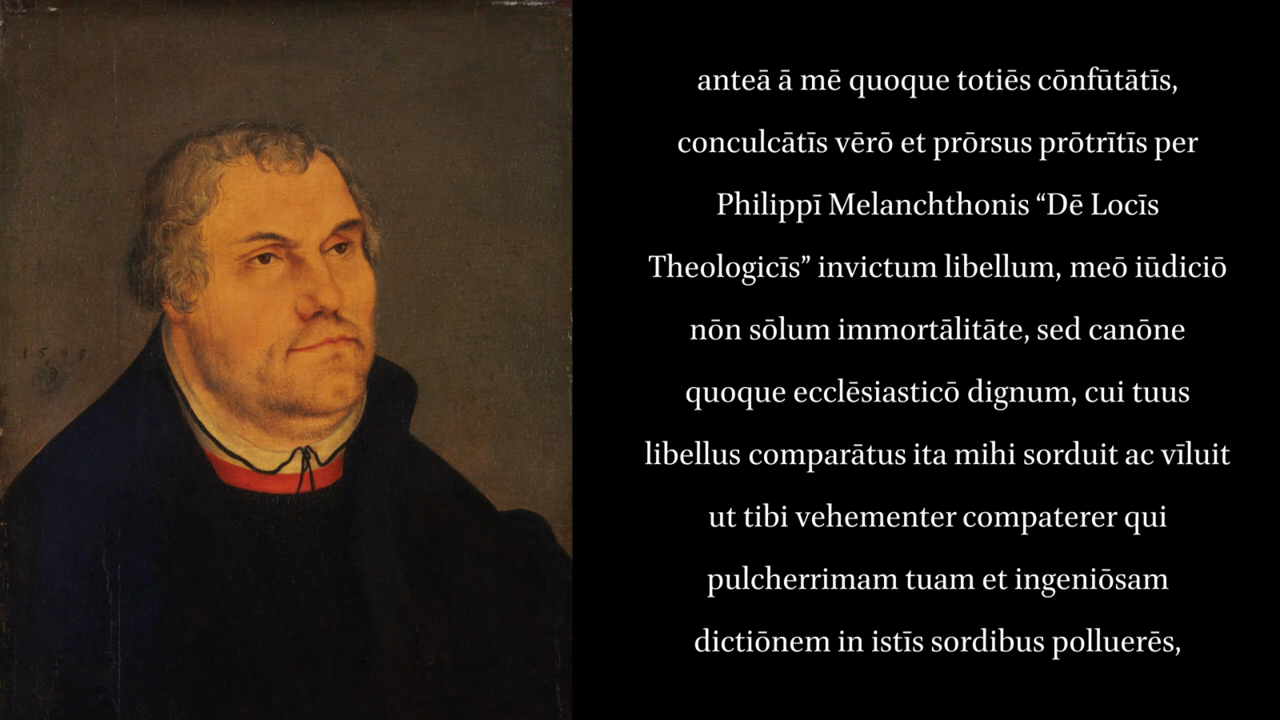 anteā ā mē quoque totiēs cōnfūtātīs,
conculcātīs vērō et prōrsus prōtrītīs per
Philippī Melanchthonis “Dē Locīs
Theologicīs” invictum libellum, meō iūdiciō
nōn sōlum immortālitāte, sed canōne
quoque ecclēsiasticō dignum, cui tuus
libellus comparātus ita mihi sorduit ac vīluit
ut tibi vehementer compaterer qui
pulcherrimam tuam et ingeniōsam
dictiōnem in istīs sordibus polluerēs,